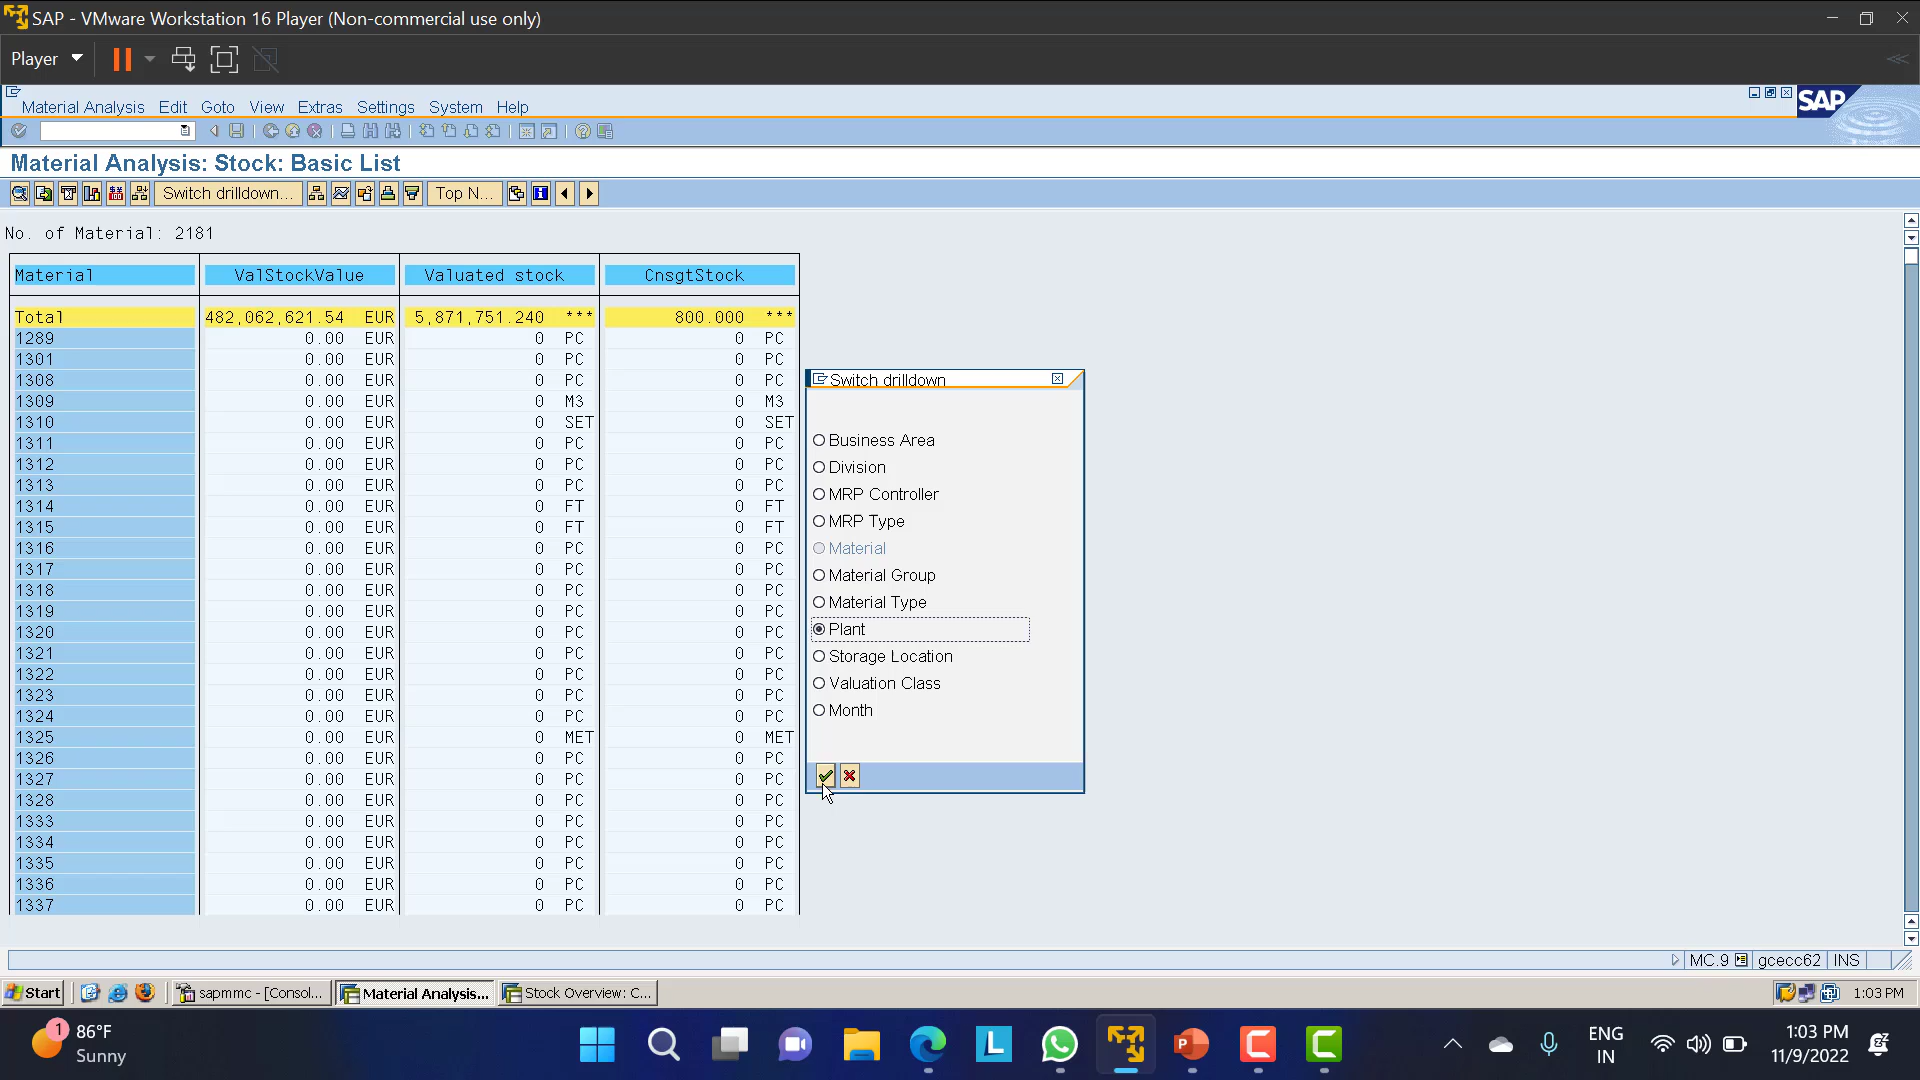 SAP - VMware Workstation 16 Player (Non-commercial use only)
Player
Material Analysis Edit Goto View Extras Settings System Help
SAP
Material Analysis: Stock: Basic List
Switch drilldown... Top N...
No. of Material: 2181
Material ValStockValue Valuated stock CnsgtStock
Total 482,062,621.54 EUR 5,871,751.240 *** 800.000 ***
1289 0.00 EUR 0 PC 0 PC
1301 0.00 EUR 0 PC 0 PC
1308 0.00 EUR 0 PC 0 PC
1309 0.00 EUR 0 M3 0 M3
1310 0.00 EUR 0 SET 0 SET
1311 0.00 EUR 0 PC 0 PC
1312 0.00 EUR 0 PC 0 PC
1313 0.00 EUR 0 PC 0 PC
1314 0.00 EUR 0 FT 0 FT
1315 0.00 EUR 0 FT 0 FT
1316 0.00 EUR 0 PC 0 PC
1317 0.00 EUR 0 PC 0 PC
1318 0.00 EUR 0 PC 0 PC
1319 0.00 EUR 0 PC 0 PC
1320 0.00 EUR 0 PC 0 PC
1321 0.00 EUR 0 PC 0 PC
1322 0.00 EUR 0 PC 0 PC
1323 0.00 EUR 0 PC 0 PC
1324 0.00 EUR 0 PC 0 PC
1325 0.00 EUR 0 MET 0 MET
1326 0.00 EUR 0 PC 0 PC
1327 0.00 EUR 0 PC 0 PC
1328 0.00 EUR 0 PC 0 PC
1333 0.00 EUR 0 PC 0 PC
1334 0.00 EUR 0 PC 0 PC
1335 0.00 EUR 0 PC 0 PC
1336 0.00 EUR 0 PC 0 PC
1337 0.00 EUR 0 PC 0 PC
Switch drilldown
Business Area
Division
MRP Controller
MRP Type
Material
Material Group
Material Type
Plant
Storage Location
Valuation Class
Month
MC.9 gcecc62 INS
Start sapmmc - [Consol... Material Analysis... Stock Overview: C... 1:03 PM
1 86°F
Sunny
L
P
C
C
ENG
IN
1:03 PM
11/9/2022